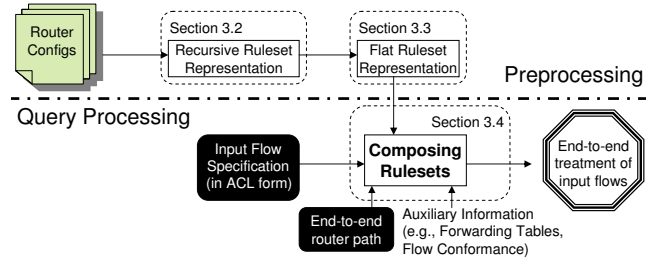 Router
Configs
Section 3.2
Recursive Ruleset
Representation
Section 3.3
Flat Ruleset
Representation
Preprocessing
Query Processing
Section 3.4
Input Flow
Specification
(in ACL form)
Composing
Rulesets
End-to-end
treatment of
input flows
End-to-end
router path
Auxiliary Information
(e.g., Forwarding Tables,
Flow Conformance)